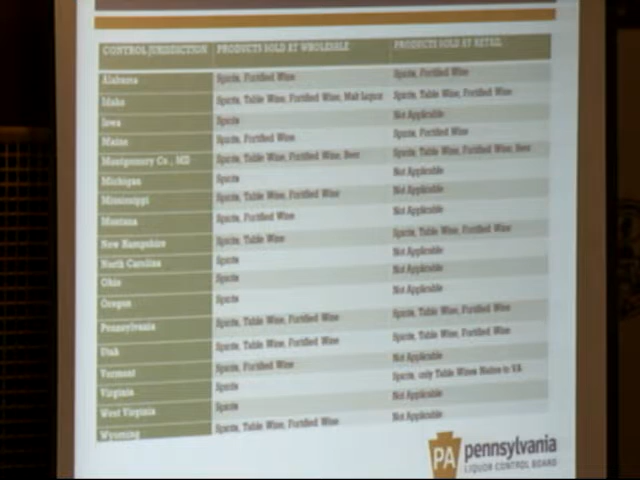 CONTROL JURISDICTION PRODUCTS SOLD AT WHOLESALE PRODUCTS SOLD AT RETAIL
Alabama Spirits, Fortified Wine Spirits, Fortified Wine
Idaho Spirits, Table Wine, Fortified Wine, Malt Liquor Spirits, Table Wine, Fortified Wine
Iowa Spirits Not Applicable
Maine Spirits, Fortified Wine Spirits, Fortified Wine
Montgomery Co., MD Spirits, Table Wine, Fortified Wine, Beer Spirits, Table Wine, Fortified Wine, Beer
Michigan Spirits Not Applicable
Mississippi Spirits, Table Wine, Fortified Wine Not Applicable
Montana Spirits, Fortified Wine Not Applicable
New Hampshire Spirits, Table Wine Spirits, Table Wine, Fortified Wine
North Carolina Spirits Not Applicable
Ohio Spirits Not Applicable
Oregon Spirits Not Applicable
Pennsylvania Spirits, Table Wine, Fortified Wine Spirits, Table Wine, Fortified Wine
Utah Spirits, Table Wine, Fortified Wine Spirits, Table Wine, Fortified Wine
Vermont Spirits, Fortified Wine Not Applicable
Virginia Spirits Spirits, only Table Wines Native to VA
West Virginia Spirits Not Applicable
Wyoming Spirits, Table Wine, Fortified Wine Not Applicable
PA pennsylvania
LIQUOR CONTROL BOARD